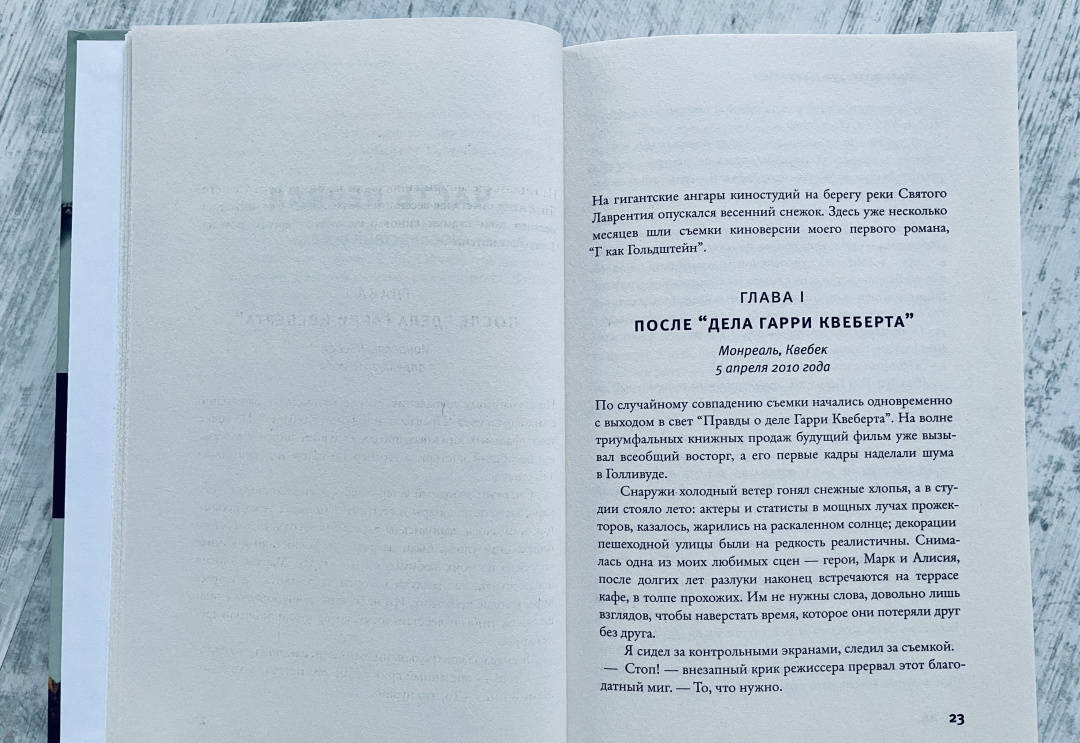 На гигантские ангары киностудий на берегу реки Святого
Лаврентия опускался весенний снежок. Здесь уже несколько
месяцев шли съемки киноверсии моего первого романа,
“Г как Гольдштейн”.
ГЛАВА I
ПОСЛЕ “ДЕЛА ГАРРИ КВЕБЕРТА”
Монреаль, Квебек
5 апреля 2010 года
По случайному совпадению съемки начались одновременно
с выходом в свет “Правды о деле Гарри Квеберта”. На волне
триумфальных книжных продаж будущий фильм уже вызы-
вал всеобщий восторг, а его первые кадры наделали шума
в Голливуде.
Снаружи холодный ветер гонял снежные хлопья, а в сту-
дии стояло лето: актеры и статисты в мощных лучах прожек-
торов, казалось, жарились на раскаленном солнце; декорации
пешеходной улицы были на редкость реалистичны. Снима-
лась одна из моих любимых сцен — герои, Марк и Алисия,
после долгих лет разлуки наконец встречаются на террасе
кафе, в толпе прохожих. Им не нужны слова, довольно лишь
взглядов, чтобы наверстать время, которое они потеряли друг
без друга.
Я сидел за контрольными экранами, следил за съемкой.
— Стоп! — внезапный крик режиссера прервал этот благо-
датный миг. — То, что нужно.
23